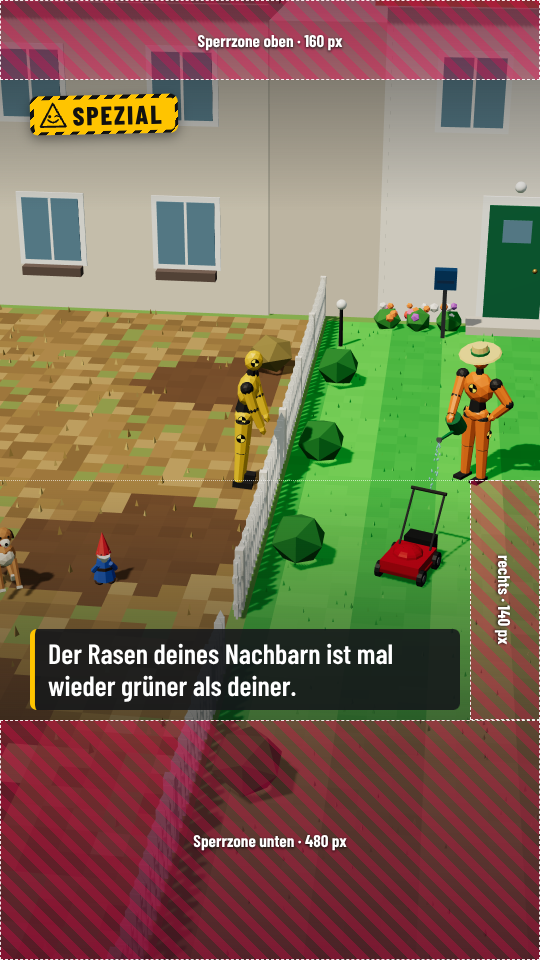 Sperrzone oben · 160 px
SPEZIAL
rechts · 140 px
Der Rasen deines Nachbarn ist mal
wieder grüner als deiner.
Sperrzone unten · 480 px